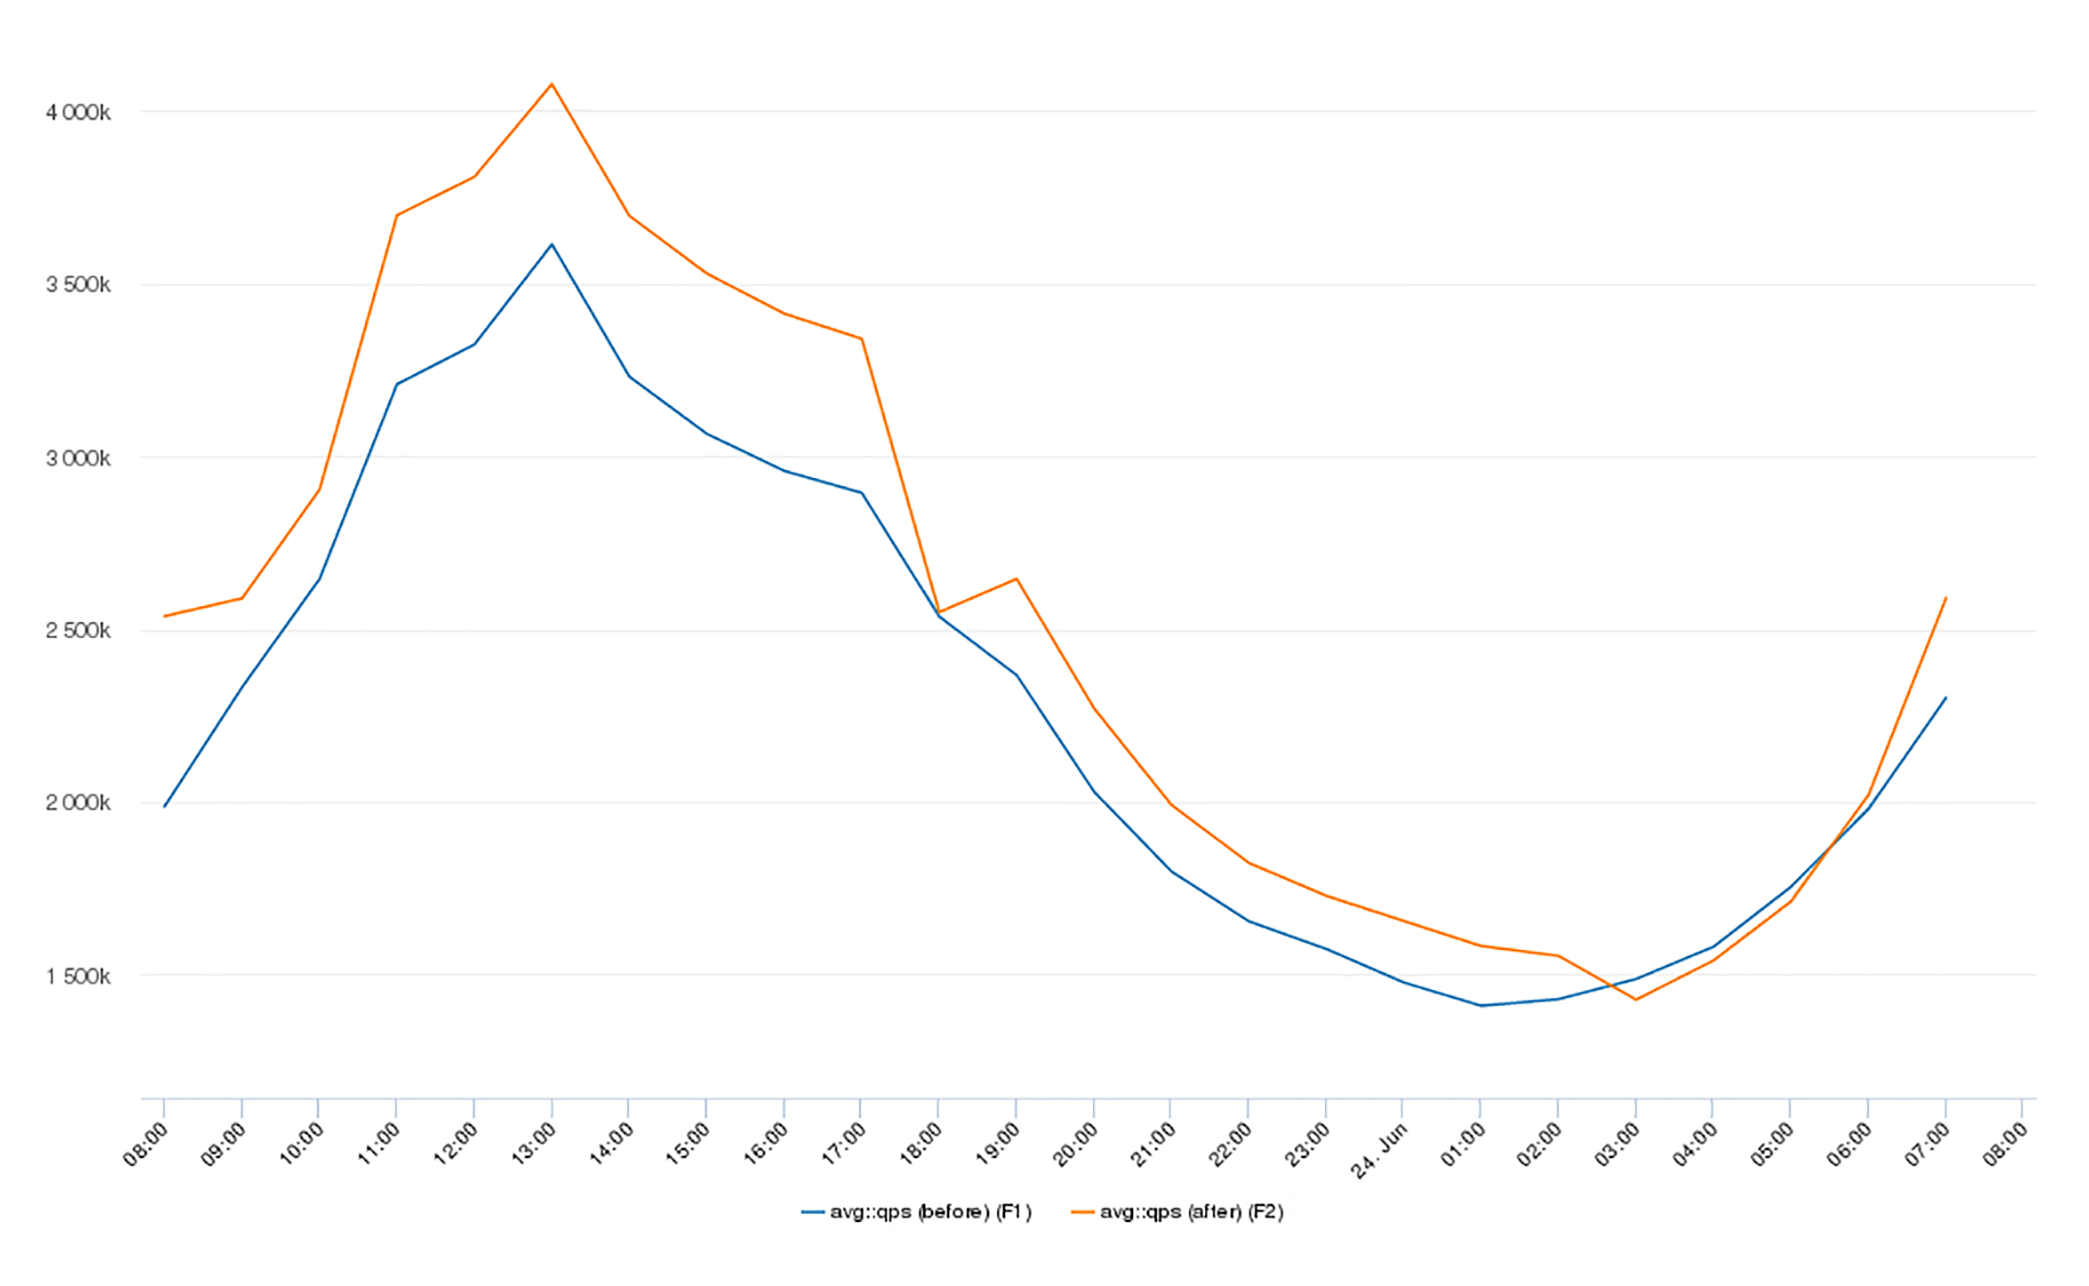 4 000k
3 500k
3 000k
2 500k
2 000k
1 500k
08:00 09:00 10:00 11:00 12:00 13:00 14:00 15:00 16:00 17:00 18:00 19:00 20:00 21:00 22:00 23:00 24. Jun 01:00 02:00 03:00 04:00 05:00 06:00 07:00 08:00
avg::qps (before) (F1) avg::qps (after) (F2)